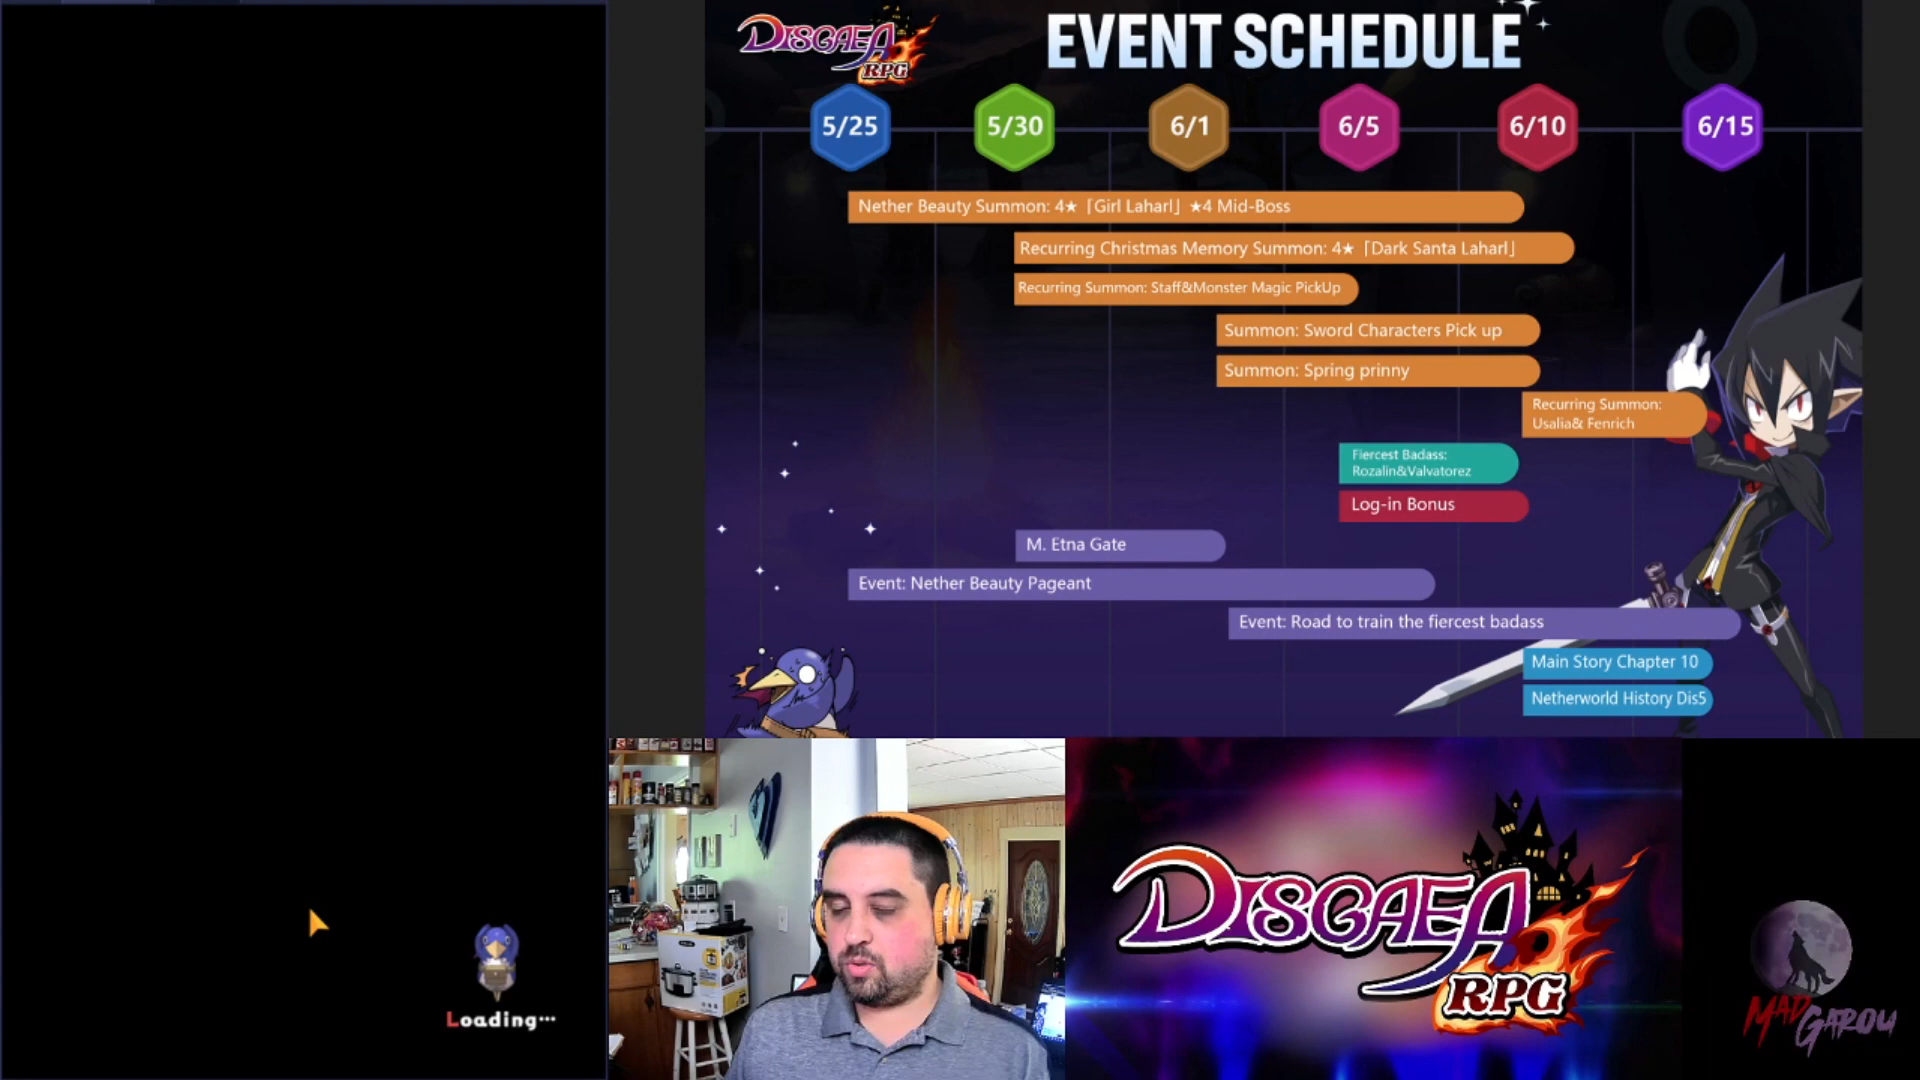 DISGAEA
RPG
EVENT SCHEDULE
5/25
5/30
6/1
6/5
6/10
6/15
Nether Beauty Summon: 4★「Girl Laharl」★4 Mid-Boss
Recurring Christmas Memory Summon: 4★「Dark Santa Laharl」
Recurring Summon: Staff&Monster Magic PickUp
Summon: Sword Characters Pick up
Summon: Spring prinny
Recurring Summon:
Usalia& Fenrich
Fiercest Badass:
Rozalin&Valvatorez
Log-in Bonus
M. Etna Gate
Event: Nether Beauty Pageant
Event: Road to train the fiercest badass
Main Story Chapter 10
Netherworld History Dis5
Loading···
DISGAEA
RPG
MAD
GAROU